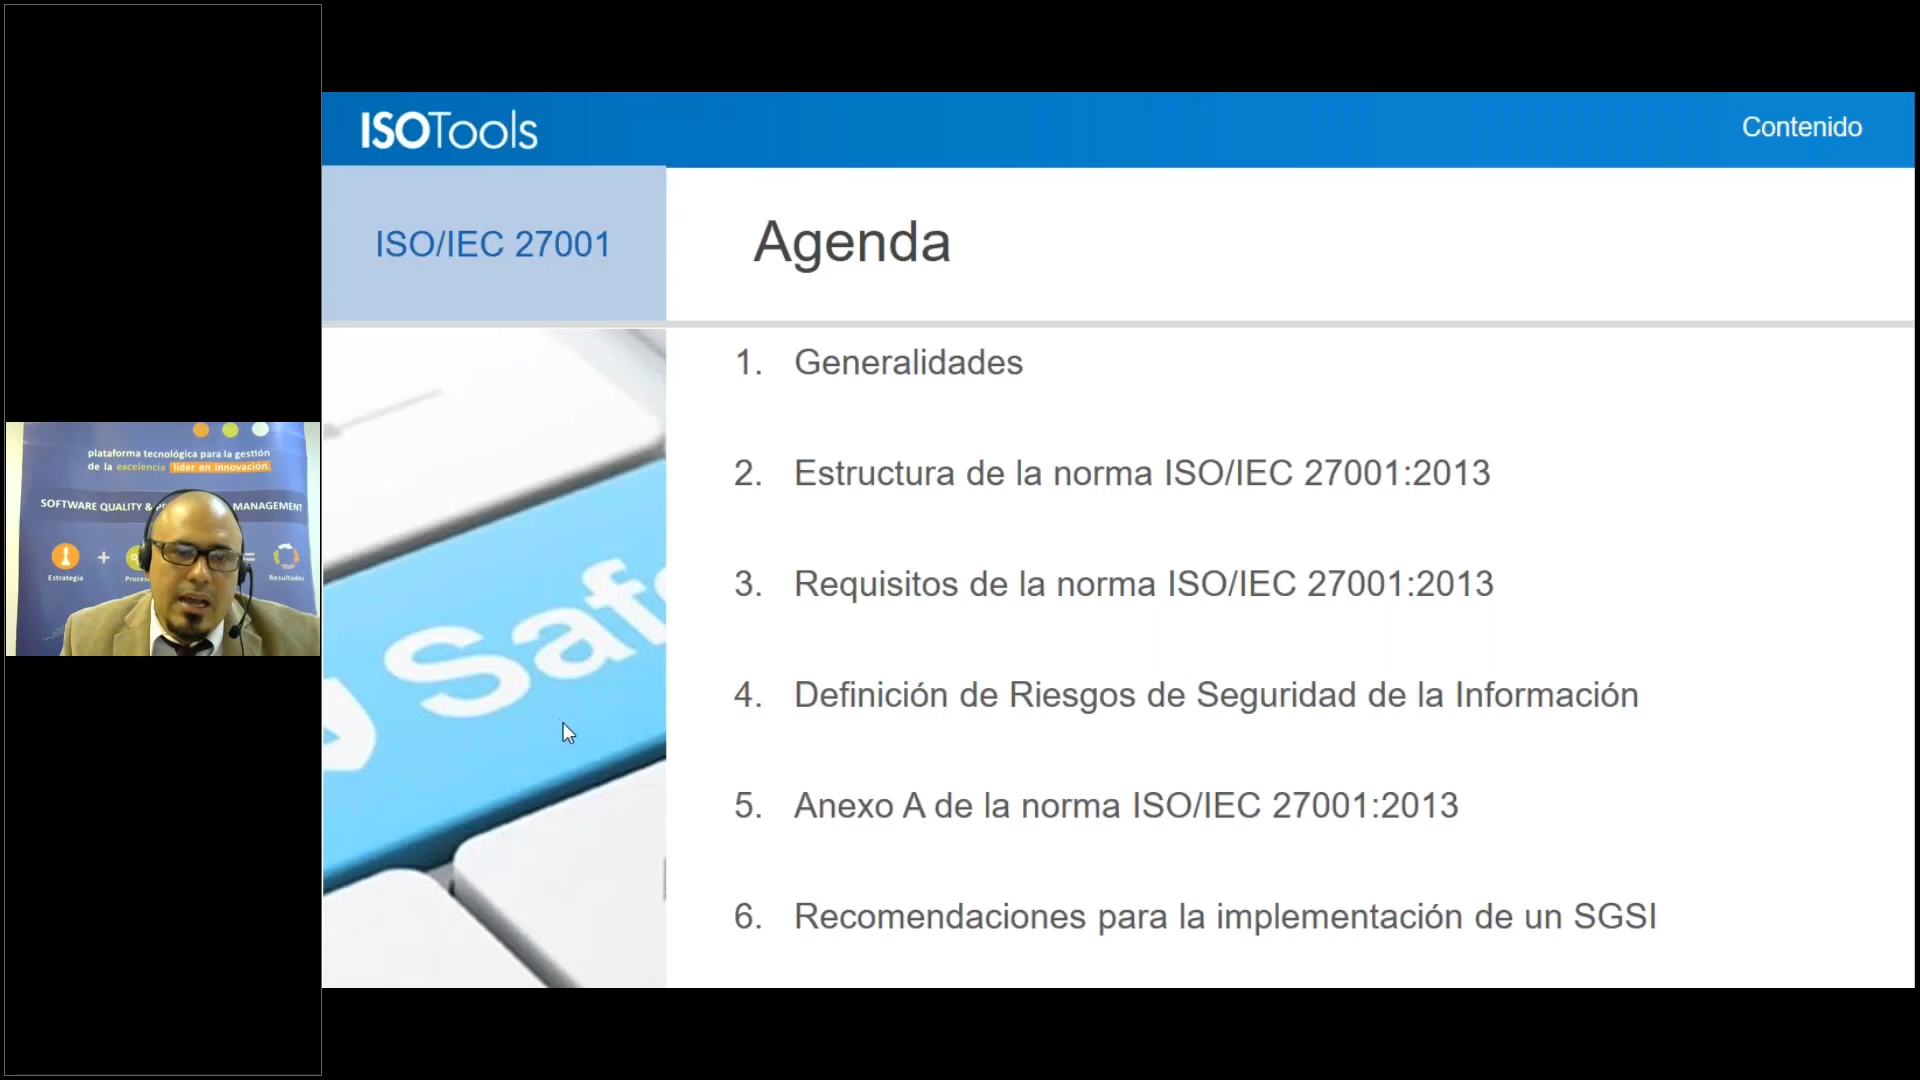 ISOTools
Contenido
ISO/IEC 27001
Agenda
1. Generalidades
2. Estructura de la norma ISO/IEC 27001:2013
3. Requisitos de la norma ISO/IEC 27001:2013
4. Definición de Riesgos de Seguridad de la Información
5. Anexo A de la norma ISO/IEC 27001:2013
6. Recomendaciones para la implementación de un SGSI
plataforma tecnológica para la gestión
de la excelencia líder en innovación
SOFTWARE QUALITY & MANAGEMENT
+ =
Estrategia Resultados
Saf